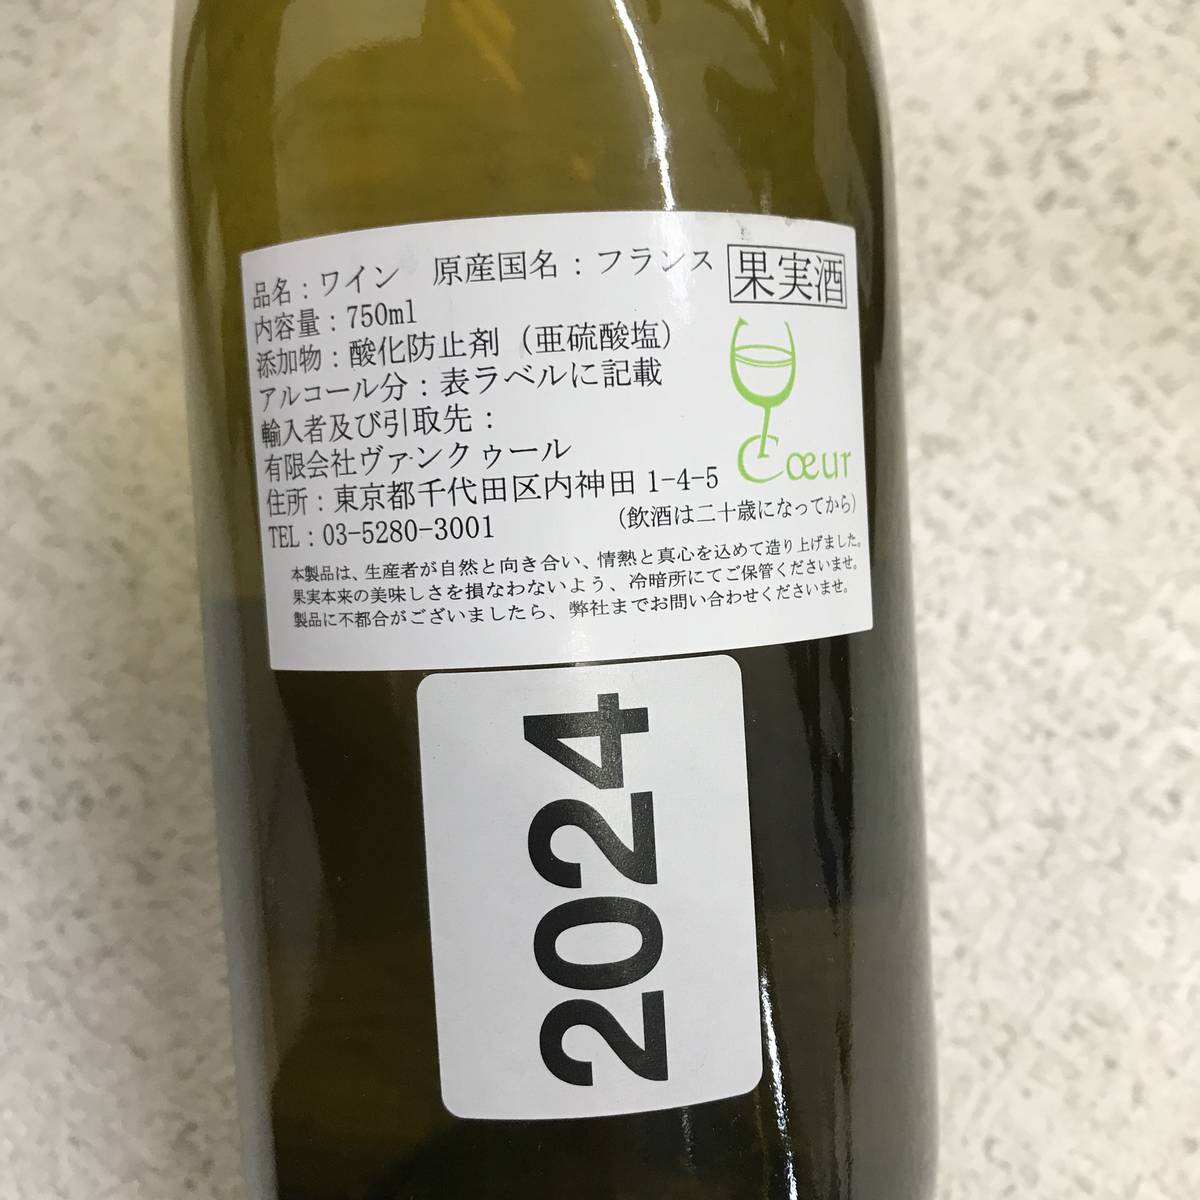 品名：ワイン　原産国名：フランス 果実酒
内容量：750ml
添加物：酸化防止剤（亜硫酸塩）
アルコール分：表ラベルに記載
輸入者及び引取先：
有限会社ヴァンクゥール
Cœur
住所：東京都千代田区内神田1-4-5
TEL：03-5280-3001　（飲酒は二十歳になってから）
本製品は、生産者が自然と向き合い、情熱と真心を込めて造り上げました。
果実本来の美味しさを損なわないよう、冷暗所にてご保管くださいませ。
製品に不都合がございましたら、弊社までお問い合わせくださいませ。
2024